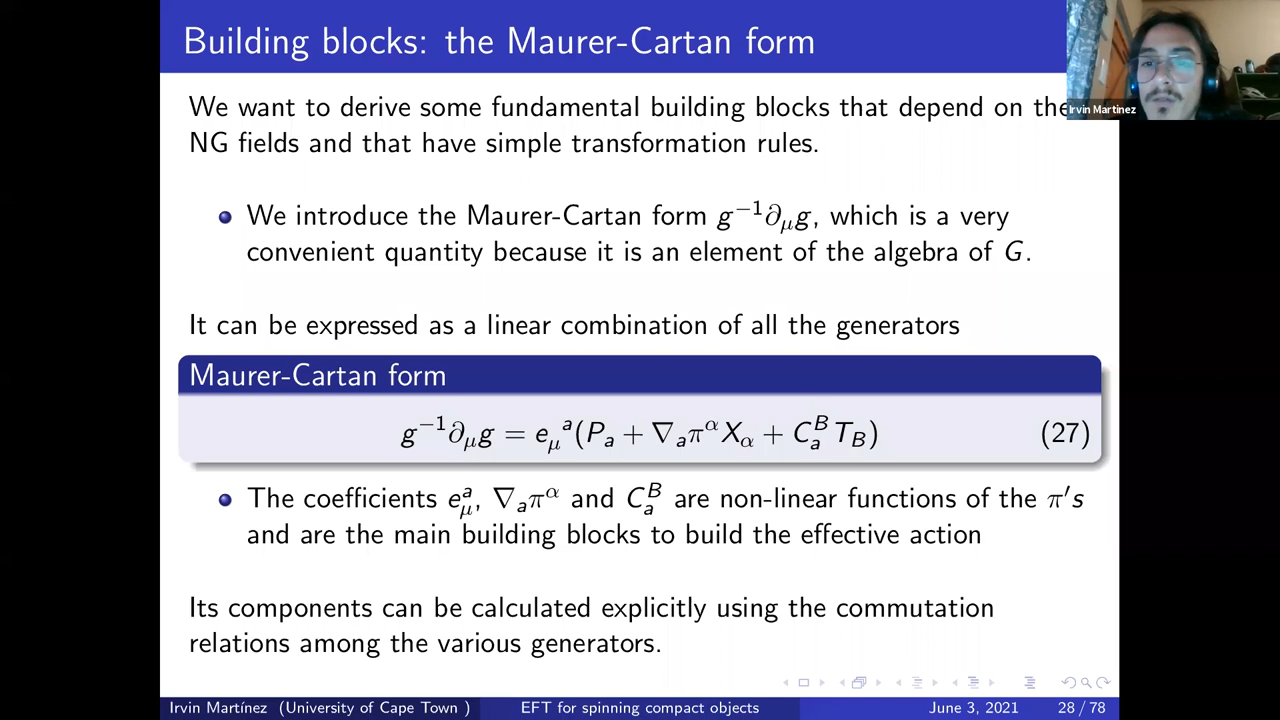 Building blocks: the Maurer-Cartan form
Irvin Martinez
We want to derive some fundamental building blocks that depend on the
NG fields and that have simple transformation rules.
We introduce the Maurer-Cartan form g⁻¹∂_μg, which is a very
convenient quantity because it is an element of the algebra of G.
It can be expressed as a linear combination of all the generators
Maurer-Cartan form
g⁻¹∂_μg = e_μ^a(P_a + ∇_aπ^αX_α + C_a^B T_B) (27)
The coefficients e_μ^a, ∇_aπ^α and C_a^B are non-linear functions of the π's
and are the main building blocks to build the effective action
Its components can be calculated explicitly using the commutation
relations among the various generators.
Irvin Martínez (University of Cape Town ) EFT for spinning compact objects June 3, 2021 28 / 78